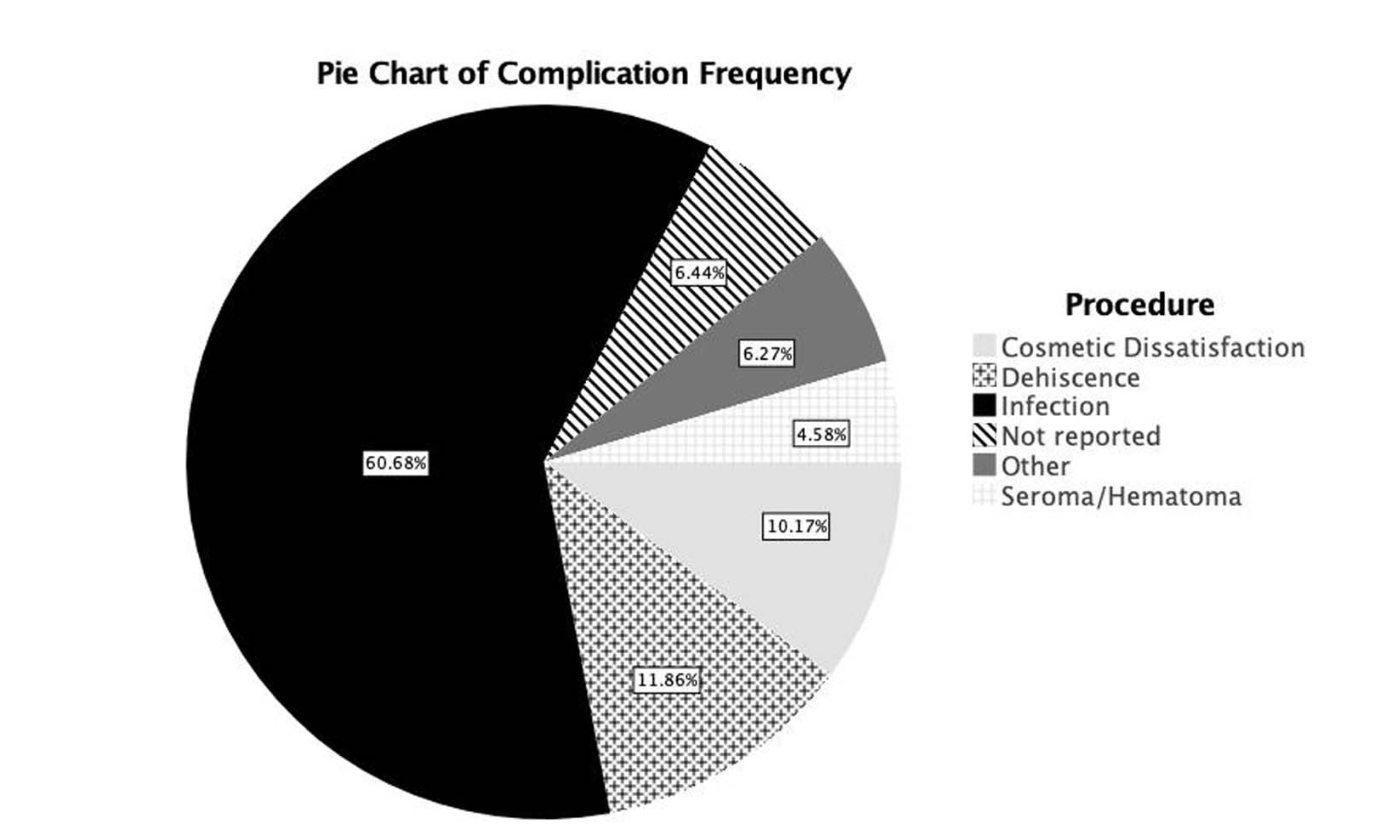 Pie Chart of Complication Frequency
6.44%
6.27%
4.58%
60.68%
10.17%
11.86%
Procedure
Cosmetic Dissatisfaction
Dehiscence
Infection
Not reported
Other
Seroma/Hematoma